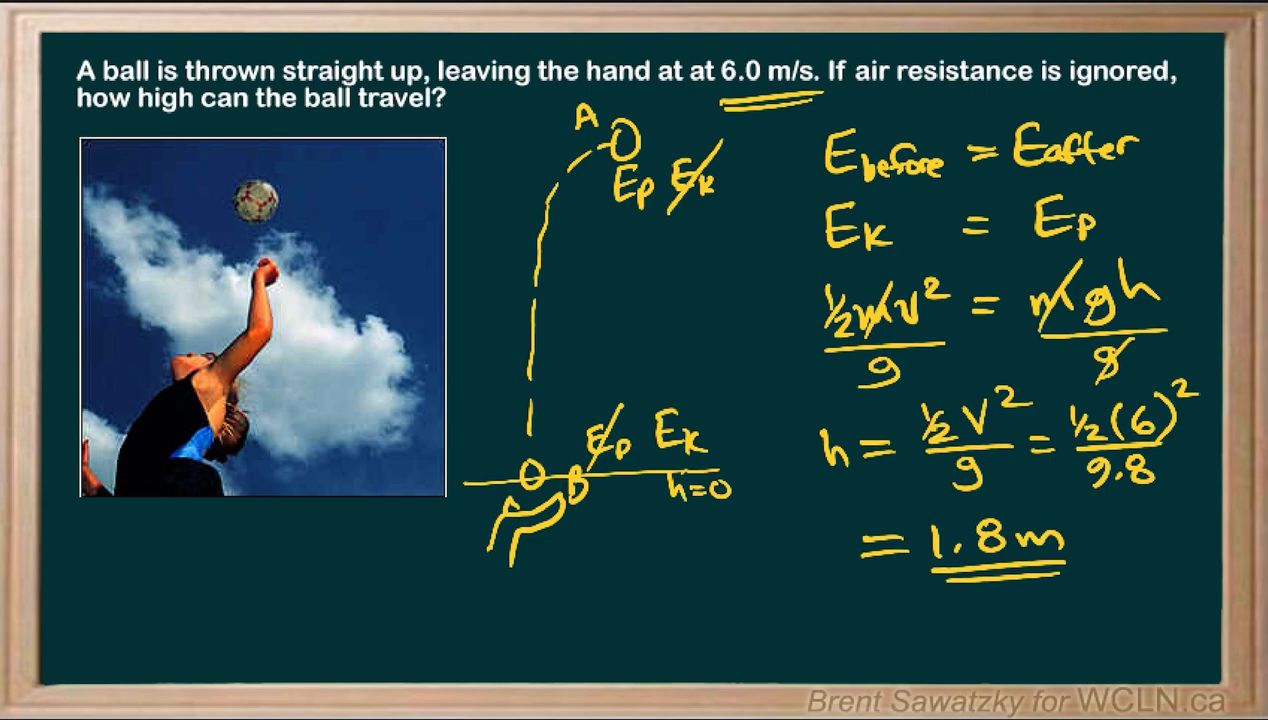 A ball is thrown straight up, leaving the hand at at 6.0 m/s. If air resistance is ignored,
how high can the ball travel?
A
Ep Ek
Ep Ek
B
h=0
Ebefore = Eafter
Ek = Ep
½mv²/g = mgh/g
h = ½v²/g = ½(6)²/9.8
= 1.8m
Brent Sawatzky for WCLN.ca